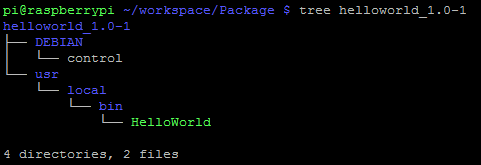 pi@raspberrypi ~/workspace/Package $ tree helloworld_1.0-1
helloworld_1.0-1
├── DEBIAN
│   └── control
└── usr
    └── local
        └── bin
            └── HelloWorld
4 directories, 2 files